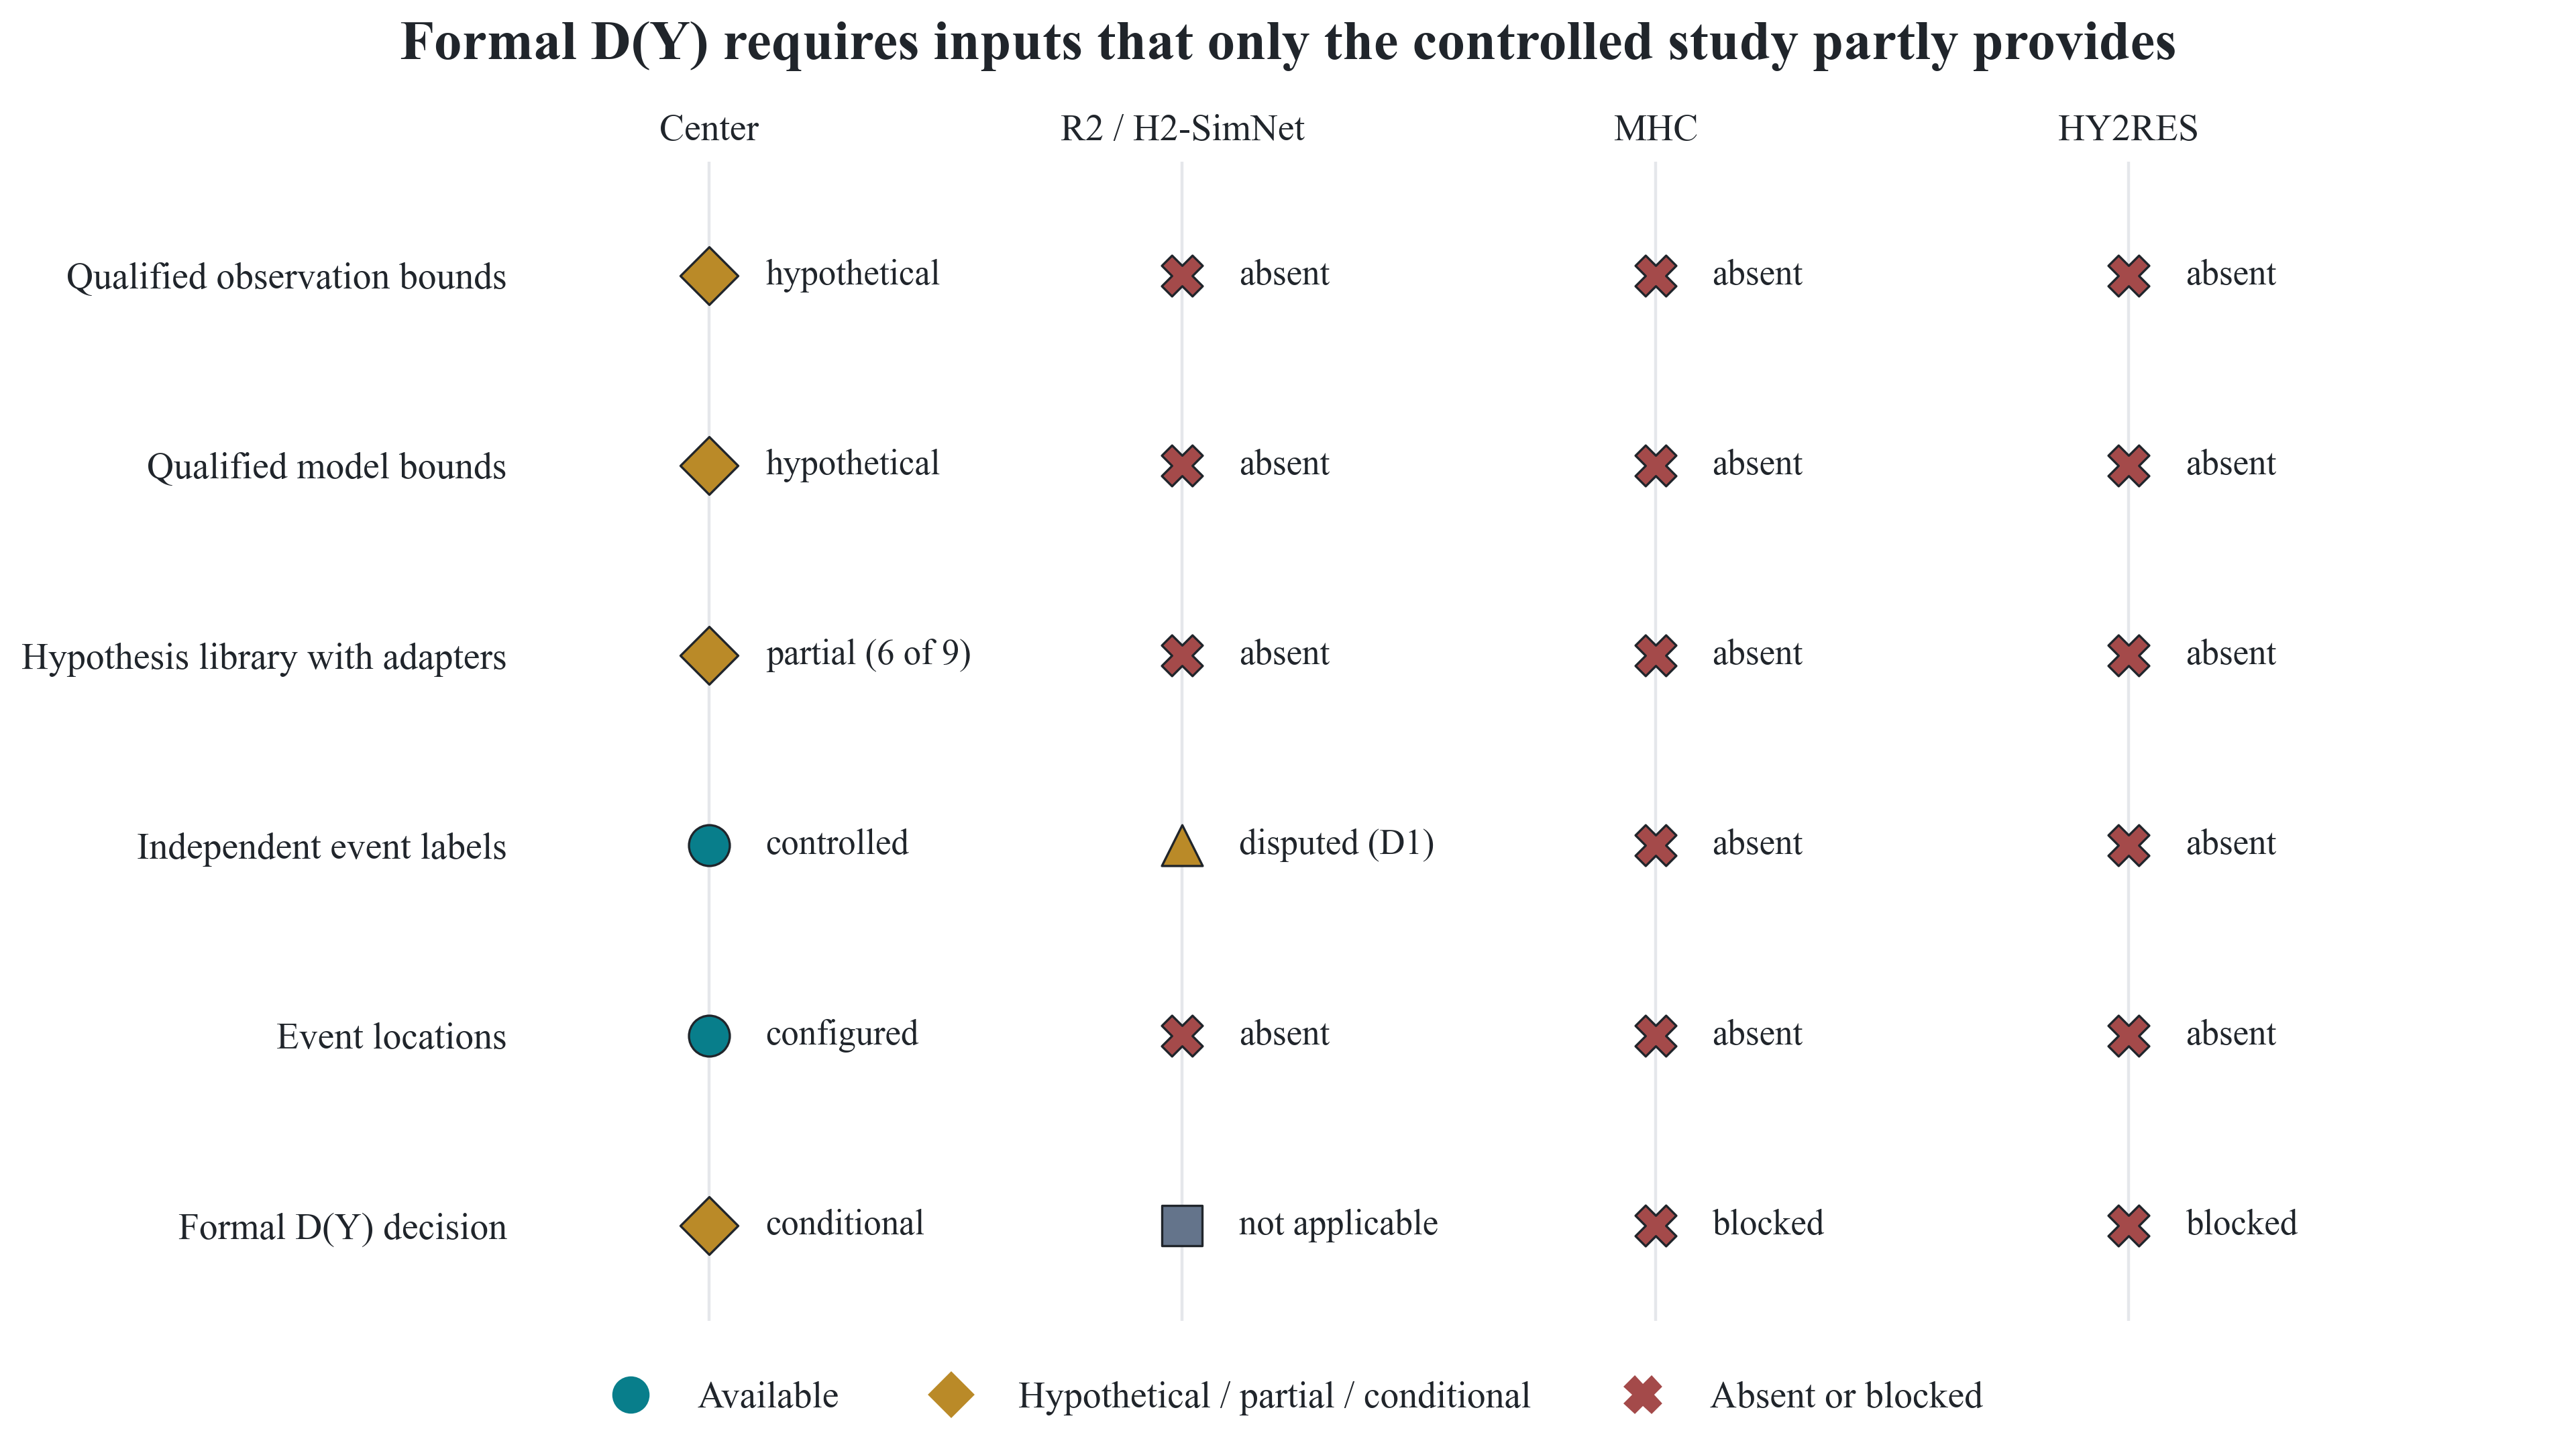 Formal D(Y) requires inputs that only the controlled study partly provides
Center R2 / H2-SimNet MHC HY2RES
Qualified observation bounds hypothetical absent absent absent
Qualified model bounds hypothetical absent absent absent
Hypothesis library with adapters partial (6 of 9) absent absent absent
Independent event labels controlled disputed (D1) absent absent
Event locations configured absent absent absent
Formal D(Y) decision conditional not applicable blocked blocked
Available Hypothetical / partial / conditional Absent or blocked